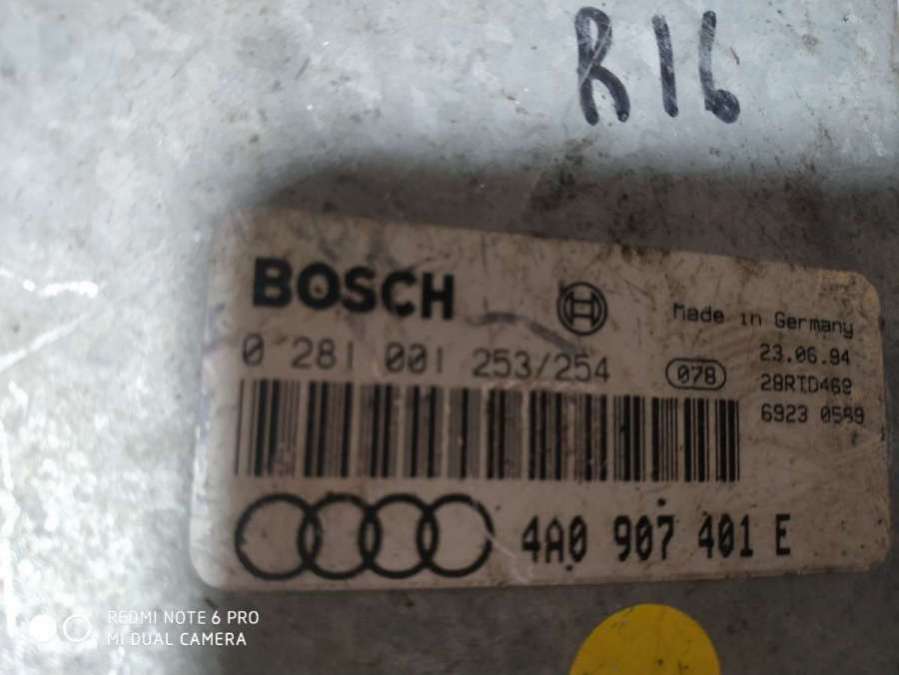 R16
BOSCH
Made in Germany
0 281 001 253/254
078
23.06.94
28RTD469
6923 0589
4A0 907 401 E
REDMI NOTE 6 PRO
MI DUAL CAMERA